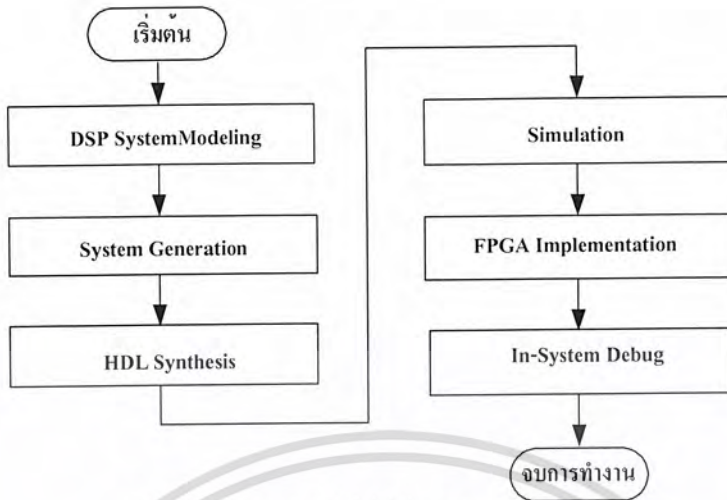 เริ่มต้น
DSP SystemModeling
System Generation
HDL Synthesis
Simulation
FPGA Implementation
In-System Debug
จบการทำงาน